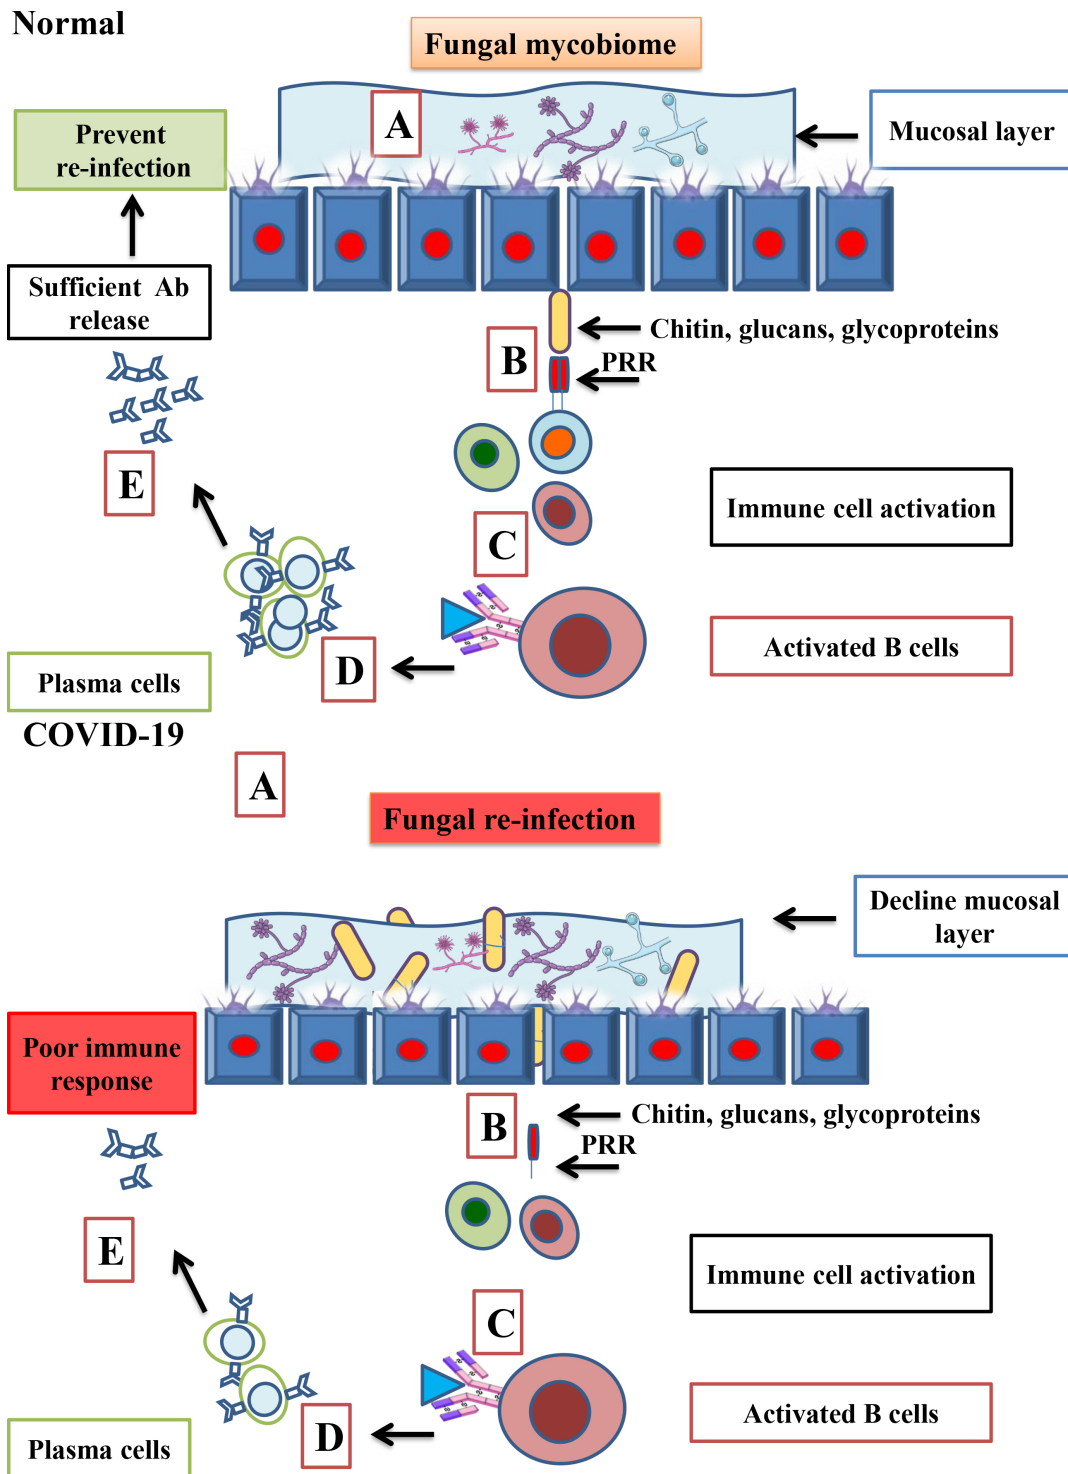 Normal
Fungal mycobiome
A
Mucosal layer
Prevent
re-infection
Sufficient Ab
release
Chitin, glucans, glycoproteins
B
PRR
E
Immune cell activation
C
D
Activated B cells
Plasma cells
COVID-19
A
Fungal re-infection
Decline mucosal
layer
Poor immune
response
B
Chitin, glucans, glycoproteins
PRR
E
Immune cell activation
C
D
Activated B cells
Plasma cells